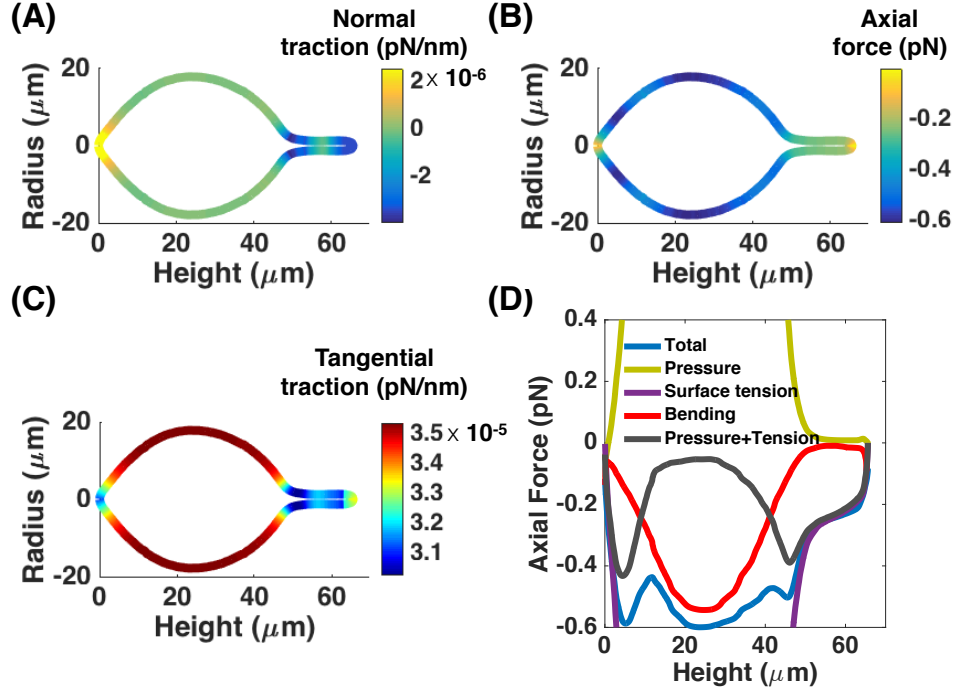 (A)
Normal
traction (pN/nm)
20
0
-20
Radius (μm)
0 20 40 60
Height (μm)
2 × 10⁻⁶
0
-2
(B)
Axial
force (pN)
20
0
-20
Radius (μm)
0 20 40 60
Height (μm)
-0.2
-0.4
-0.6
(C)
Tangential
traction (pN/nm)
20
0
-20
Radius (μm)
0 20 40 60
Height (μm)
3.5 × 10⁻⁵
3.4
3.3
3.2
3.1
(D)
0.4
0.2
0
-0.2
-0.4
-0.6
Axial Force (pN)
Total
Pressure
Surface tension
Bending
Pressure+Tension
0 20 40 60
Height (μm)